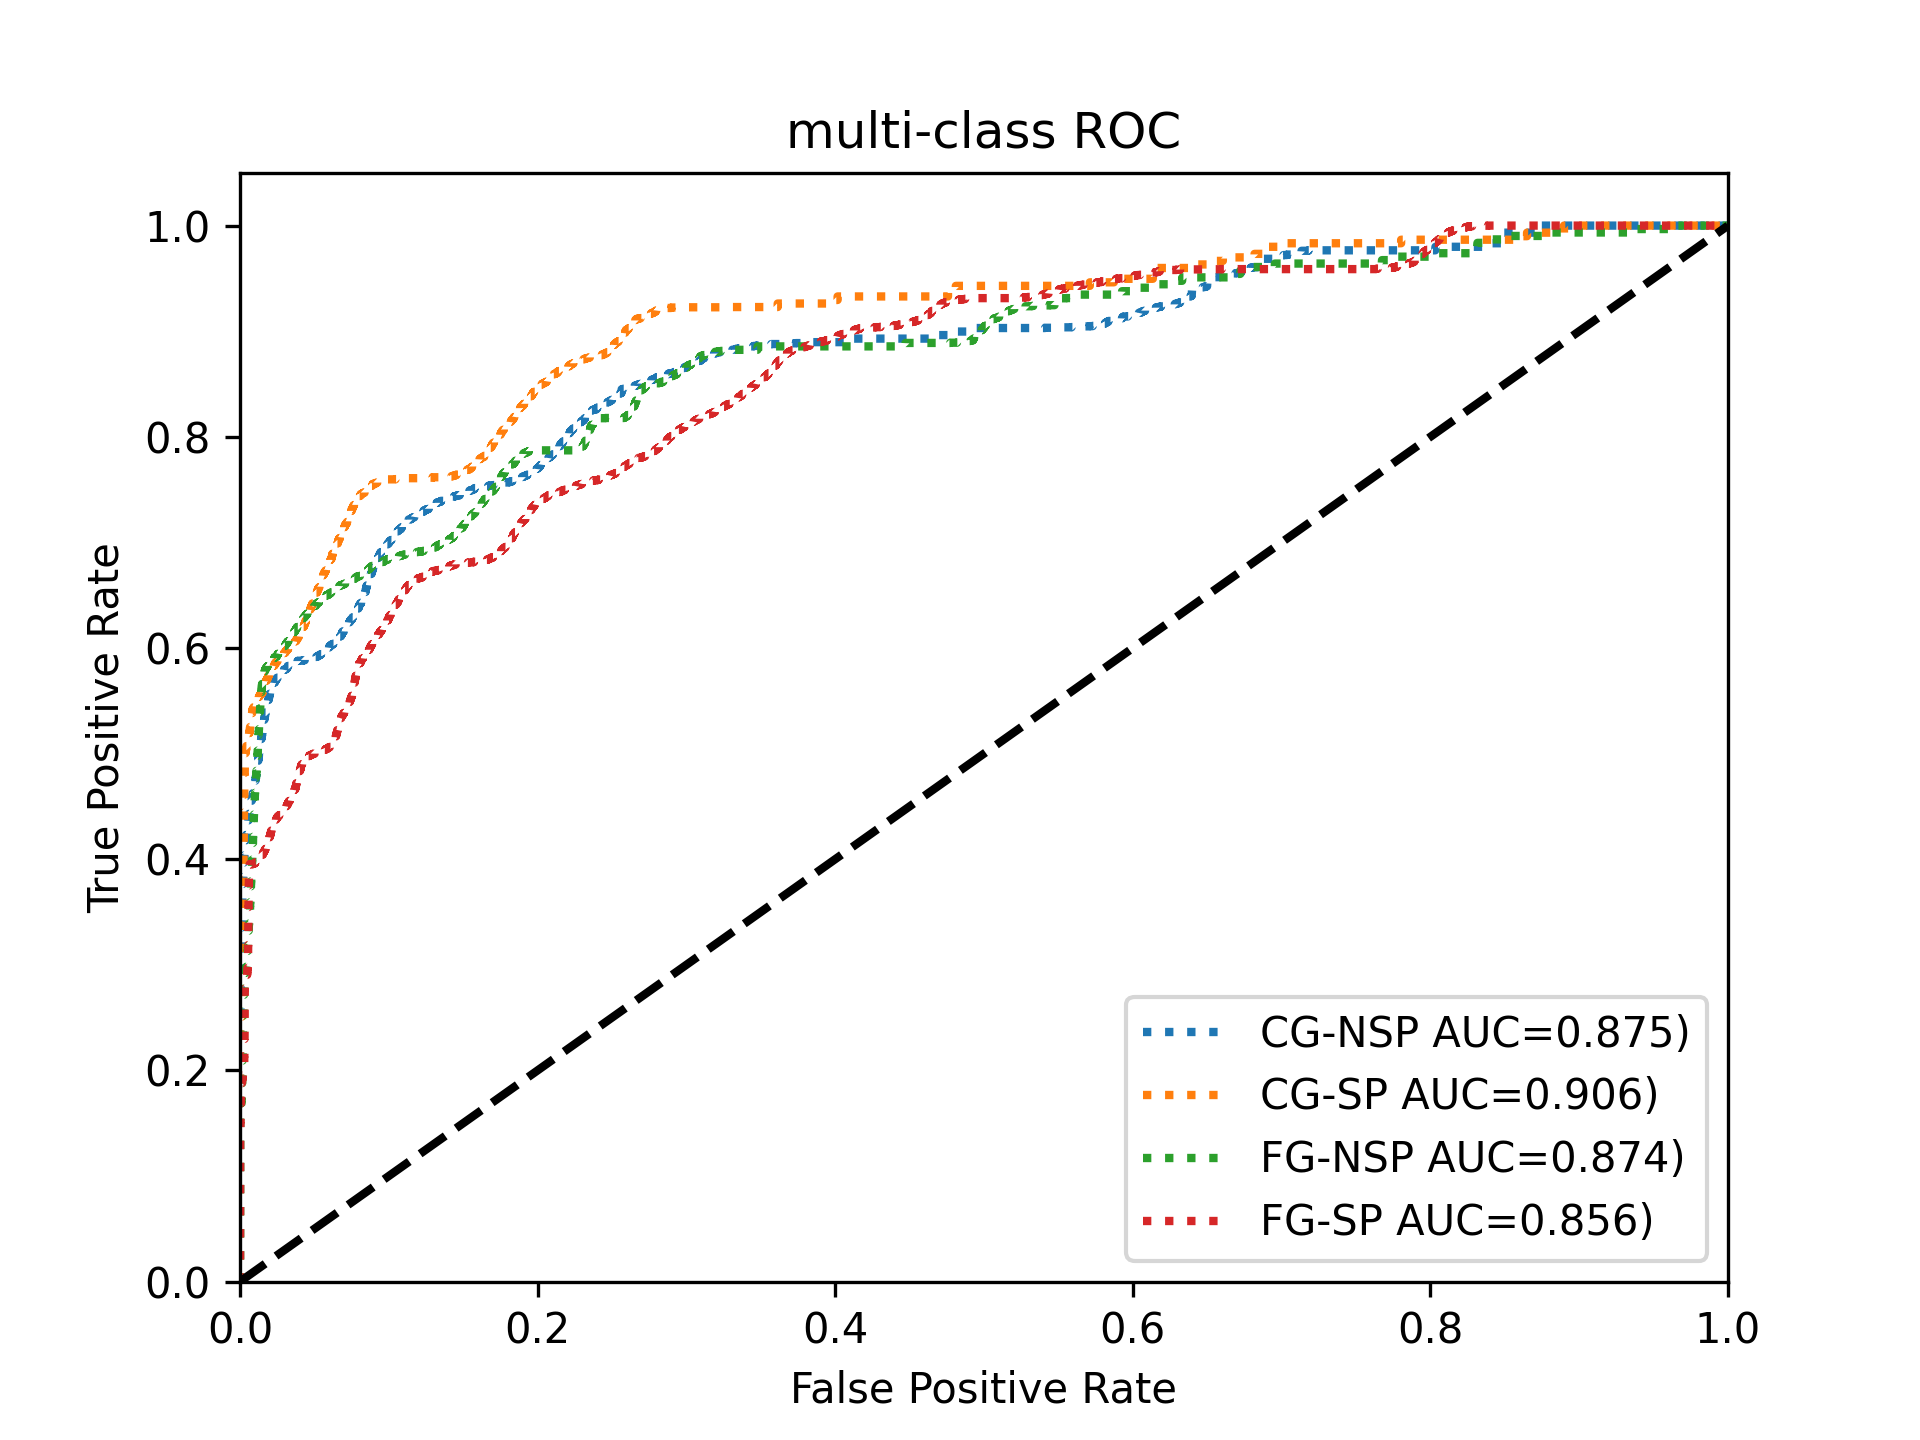 multi-class ROC
1.0
0.8
0.6
0.4
0.2
0.0
True Positive Rate
0.0 0.2 0.4 0.6 0.8 1.0
False Positive Rate
CG-NSP AUC=0.875)
CG-SP AUC=0.906)
FG-NSP AUC=0.874)
FG-SP AUC=0.856)